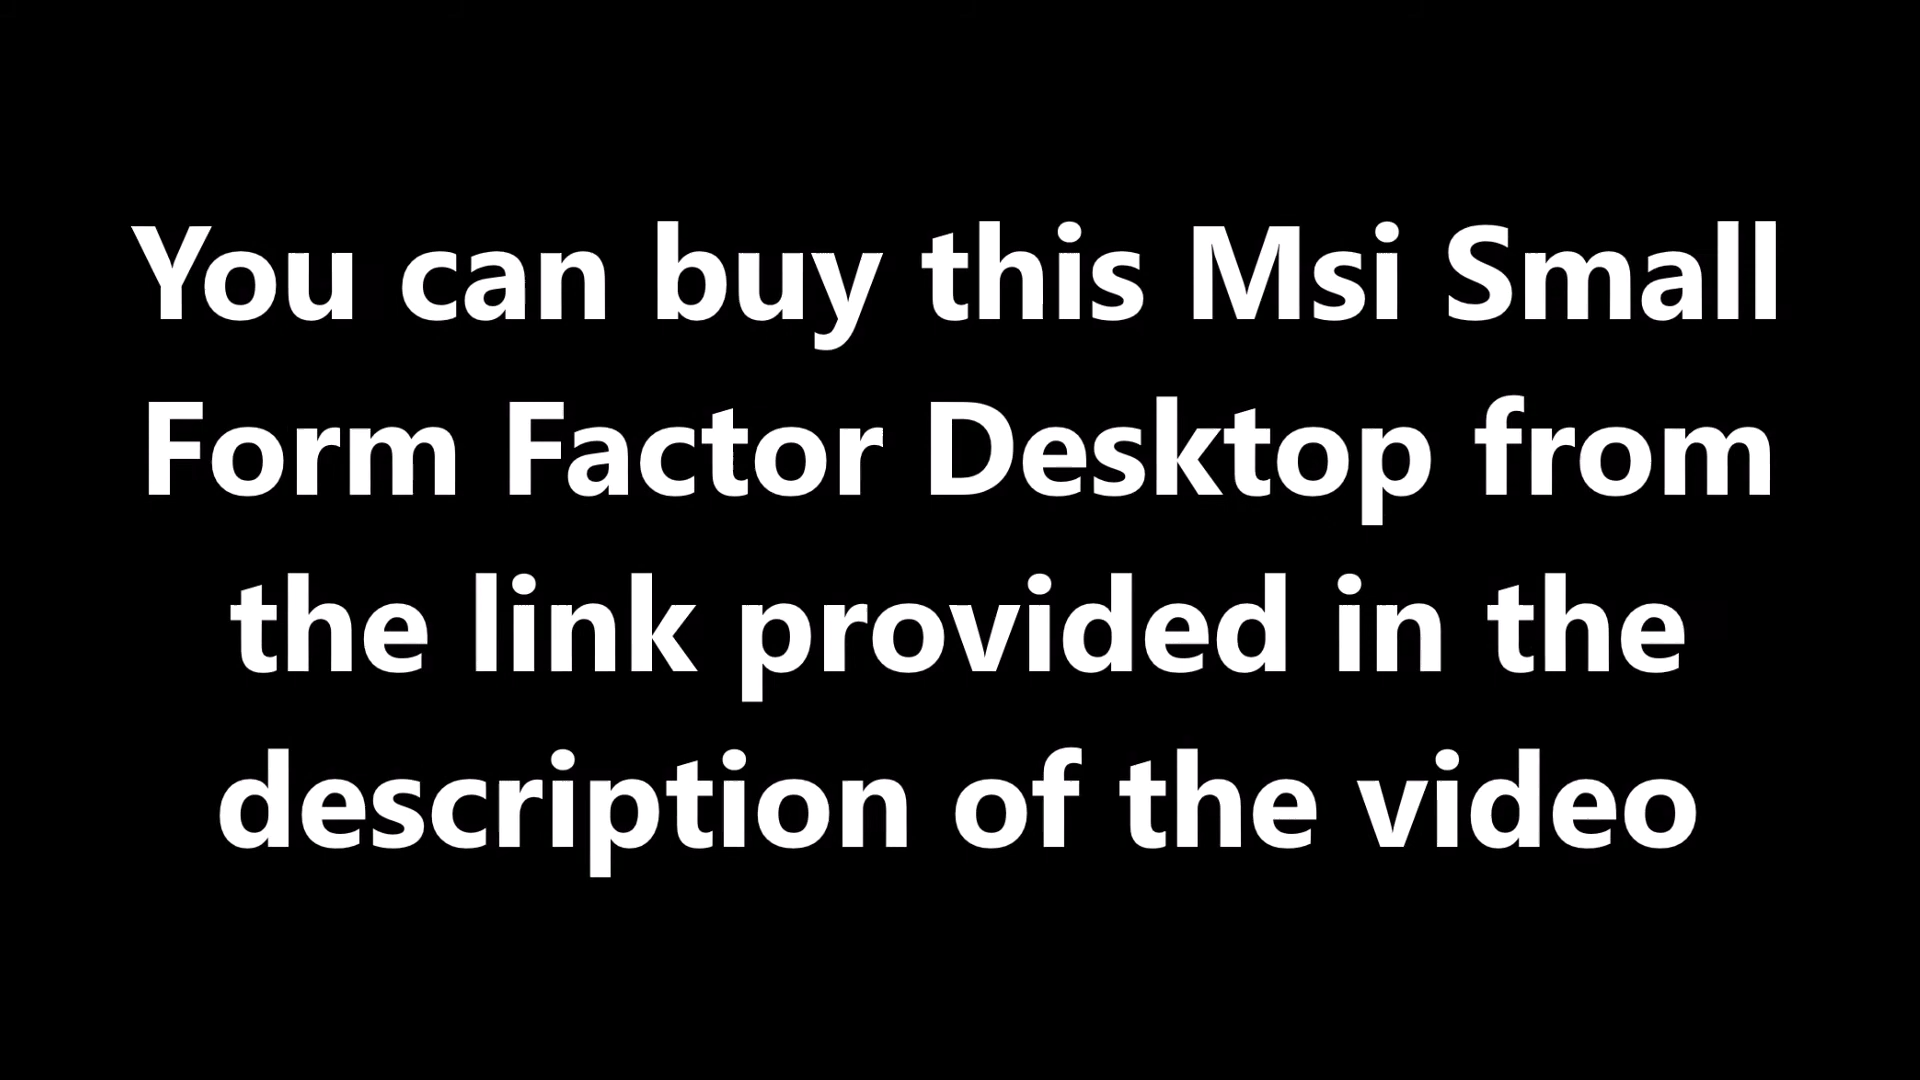 You can buy this Msi Small
Form Factor Desktop from
the link provided in the
description of the video